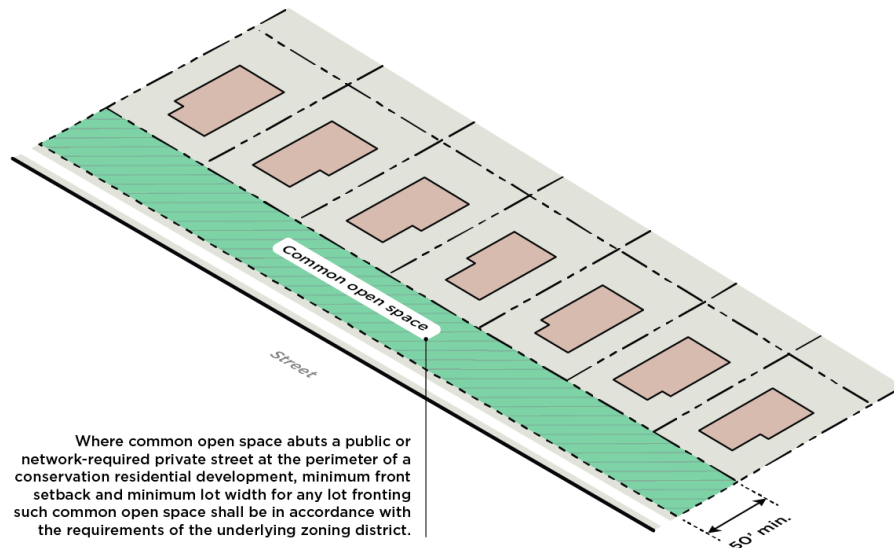 Common open space
Street
Where common open space abuts a public or
network-required private street at the perimeter of a
conservation residential development, minimum front
setback and minimum lot width for any lot fronting
such common open space shall be in accordance with
the requirements of the underlying zoning district.
50' min.